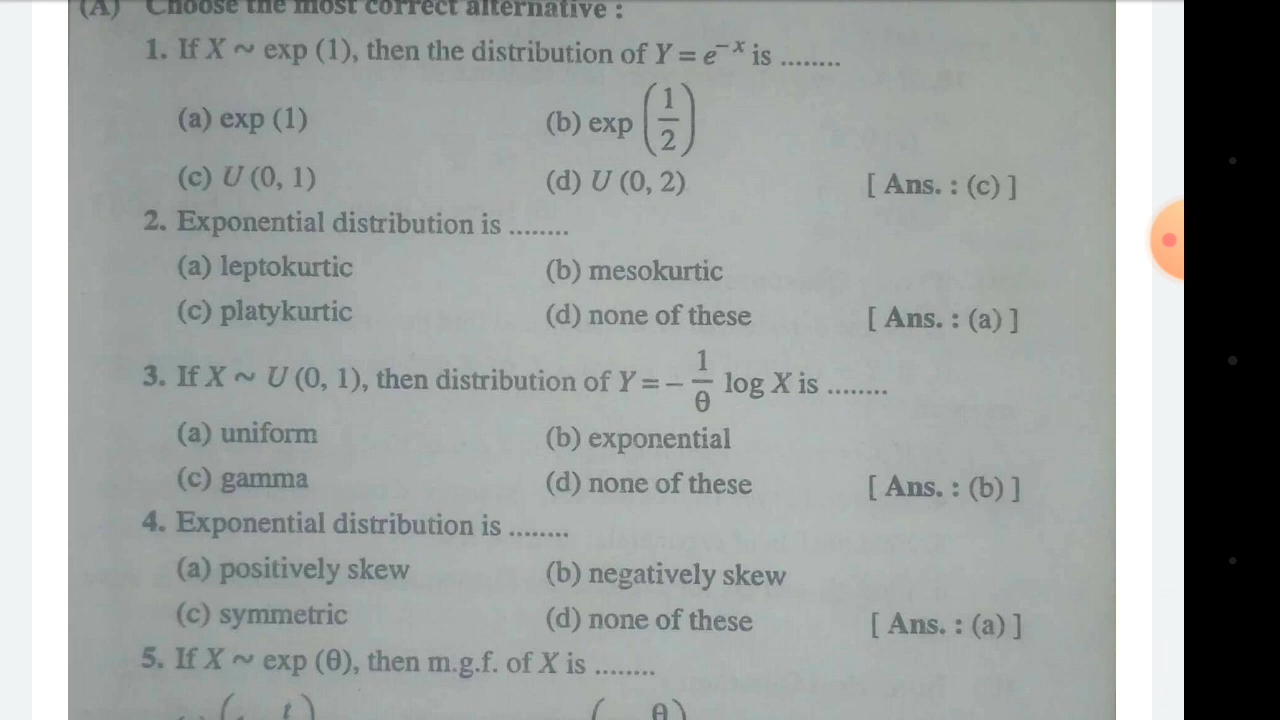 (A) Choose the most correct alternative :
1. If X ~ exp (1), then the distribution of Y = e^{-X} is ........
(a) exp (1) (b) exp (1/2)
(c) U (0, 1) (d) U (0, 2) [ Ans. : (c) ]
2. Exponential distribution is ........
(a) leptokurtic (b) mesokurtic
(c) platykurtic (d) none of these [ Ans. : (a) ]
3. If X ~ U (0, 1), then distribution of Y = – 1/θ log X is ........
(a) uniform (b) exponential
(c) gamma (d) none of these [ Ans. : (b) ]
4. Exponential distribution is ........
(a) positively skew (b) negatively skew
(c) symmetric (d) none of these [ Ans. : (a) ]
5. If X ~ exp (θ), then m.g.f. of X is ........